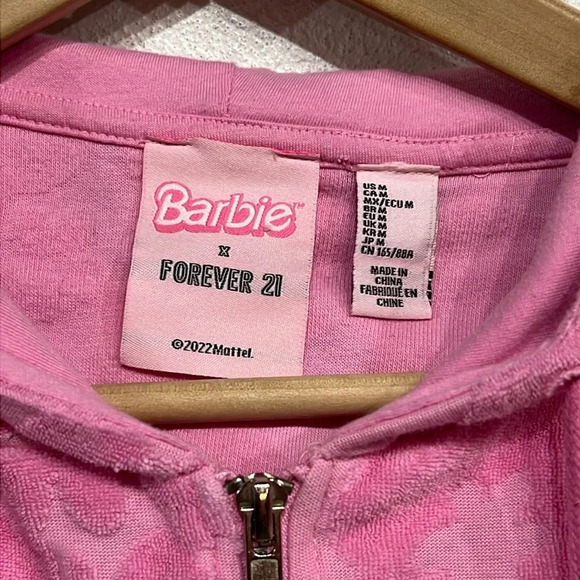 Barbie™
x
FOREVER 21
©2022Mattel.
US M
CA M
MX/ECU M
BR M
EU M
UK M
KR M
JP M
CN 165/88A
MADE IN
CHINA
FABRIQUÉ EN
CHINE